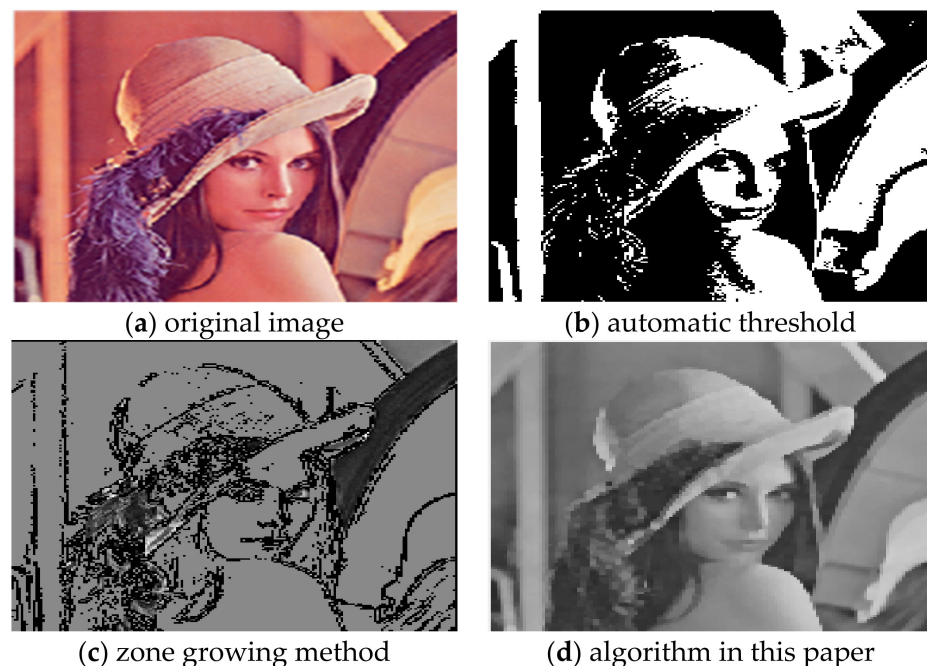 (a) original image
(b) automatic threshold
(c) zone growing method
(d) algorithm in this paper